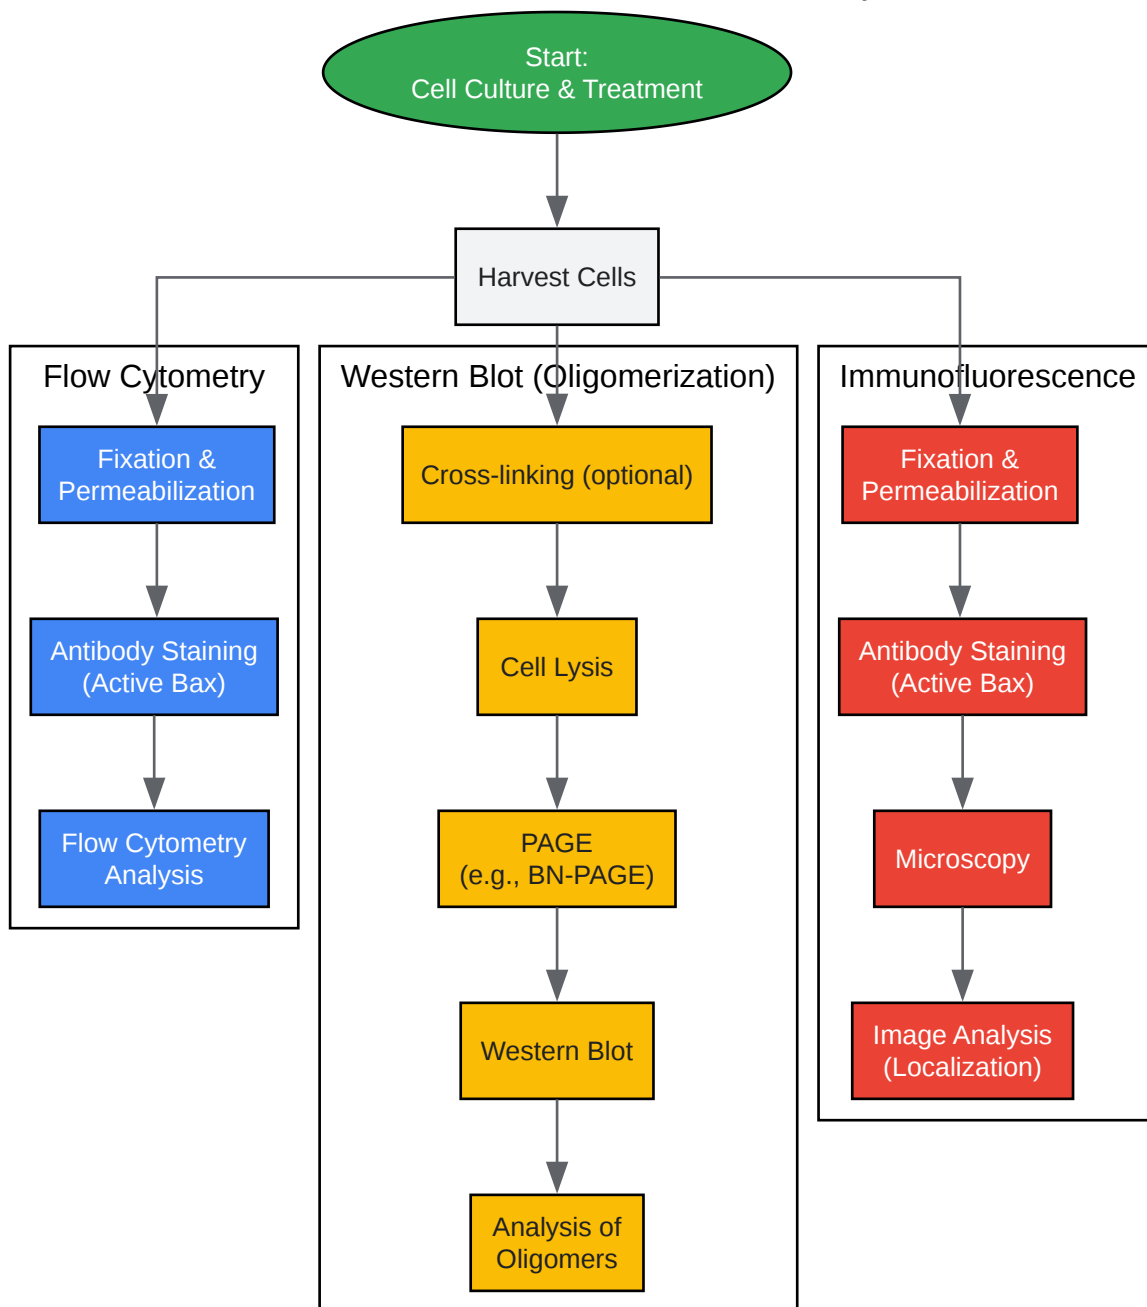 Start:
Cell Culture & Treatment
Harvest Cells
Flow Cytometry
Fixation &
Permeabilization
Antibody Staining
(Active Bax)
Flow Cytometry
Analysis
Western Blot (Oligomerization)
Cross-linking (optional)
Cell Lysis
PAGE
(e.g., BN-PAGE)
Western Blot
Analysis of
Oligomers
Immunofluorescence
Fixation &
Permeabilization
Antibody Staining
(Active Bax)
Microscopy
Image Analysis
(Localization)